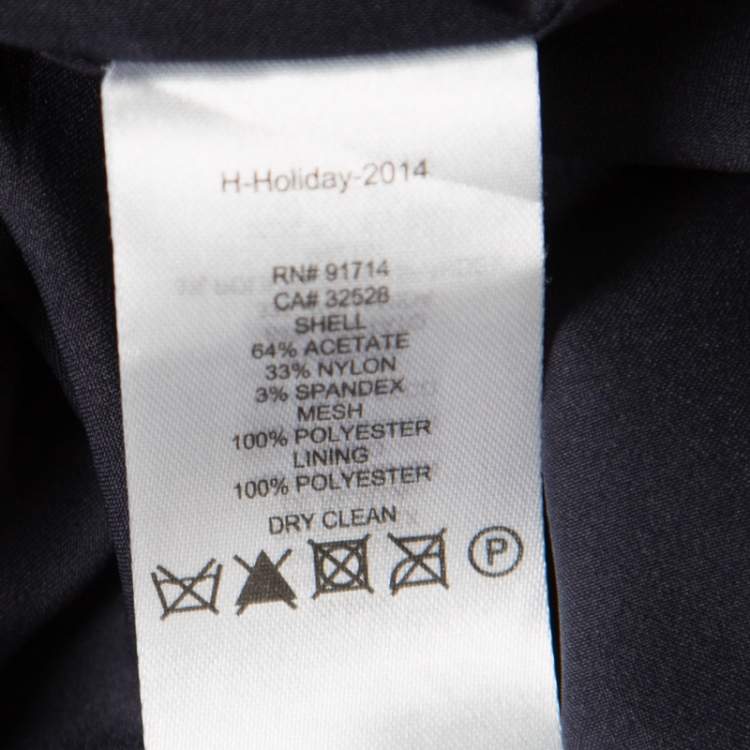 H-Holiday-2014
RN# 91714
CA# 32528
SHELL
64% ACETATE
33% NYLON
3% SPANDEX
MESH
100% POLYESTER
LINING
100% POLYESTER
DRY CLEAN
P